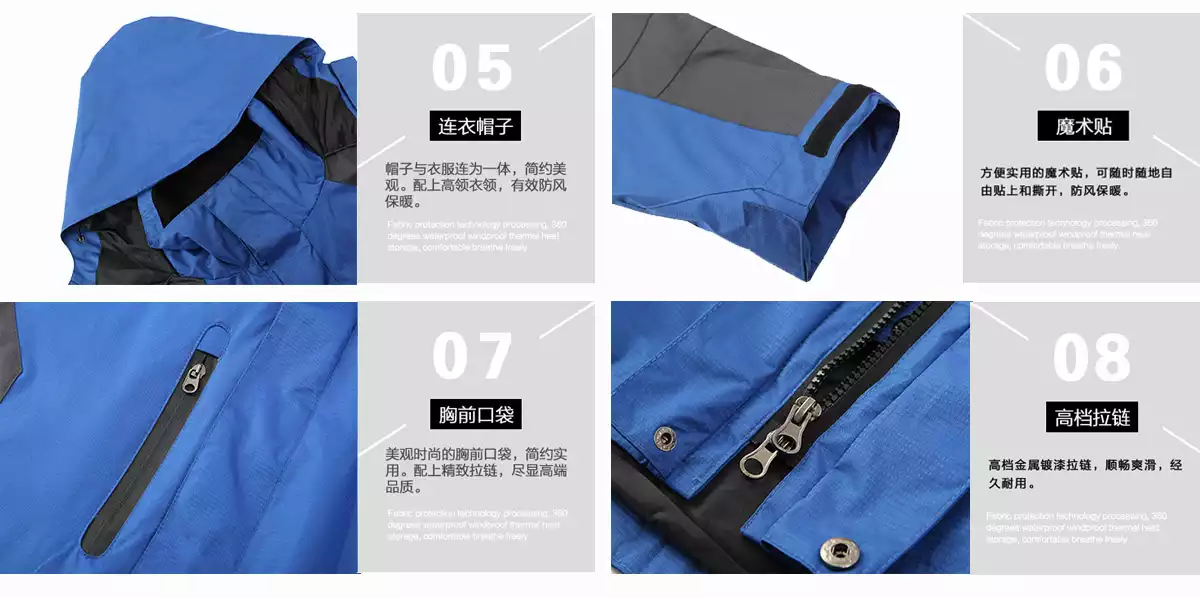 05
连衣帽子
帽子与衣服连为一体，简约美
观。配上高领衣领，有效防风
保暖。
Fabric protection technology processing, 360
degrees waterproof windproof thermal heat
storage, comfortable breathe freely
06
魔术贴
方便实用的魔术贴，可随时随地自
由贴上和撕开，防风保暖。
Fabric protection technology processing, 360
degrees waterproof windproof thermal heat
storage, comfortable breathe freely
07
胸前口袋
美观时尚的胸前口袋，简约实
用。配上精致拉链，尽显高端
品质。
Fabric protection technology processing, 360
degrees waterproof windproof thermal heat
storage, comfortable breathe freely
08
高档拉链
高档金属镀漆拉链，顺畅爽滑，经
久耐用。
Fabric protection technology processing, 360
degrees waterproof windproof thermal heat
storage, comfortable breathe freely